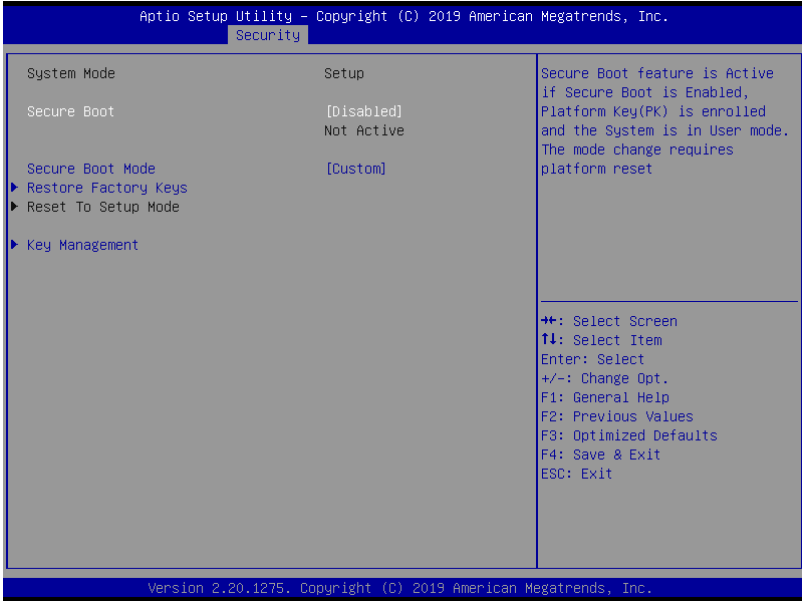 Aptio Setup Utility – Copyright (C) 2019 American Megatrends, Inc.
Security
System Mode Setup
Secure Boot [Disabled]
Not Active
Secure Boot Mode [Custom]
Restore Factory Keys
Reset To Setup Mode
Key Management
Secure Boot feature is Active
if Secure Boot is Enabled,
Platform Key(PK) is enrolled
and the System is in User mode.
The mode change requires
platform reset
→←: Select Screen
↑↓: Select Item
Enter: Select
+/-: Change Opt.
F1: General Help
F2: Previous Values
F3: Optimized Defaults
F4: Save & Exit
ESC: Exit
Version 2.20.1275. Copyright (C) 2019 American Megatrends, Inc.